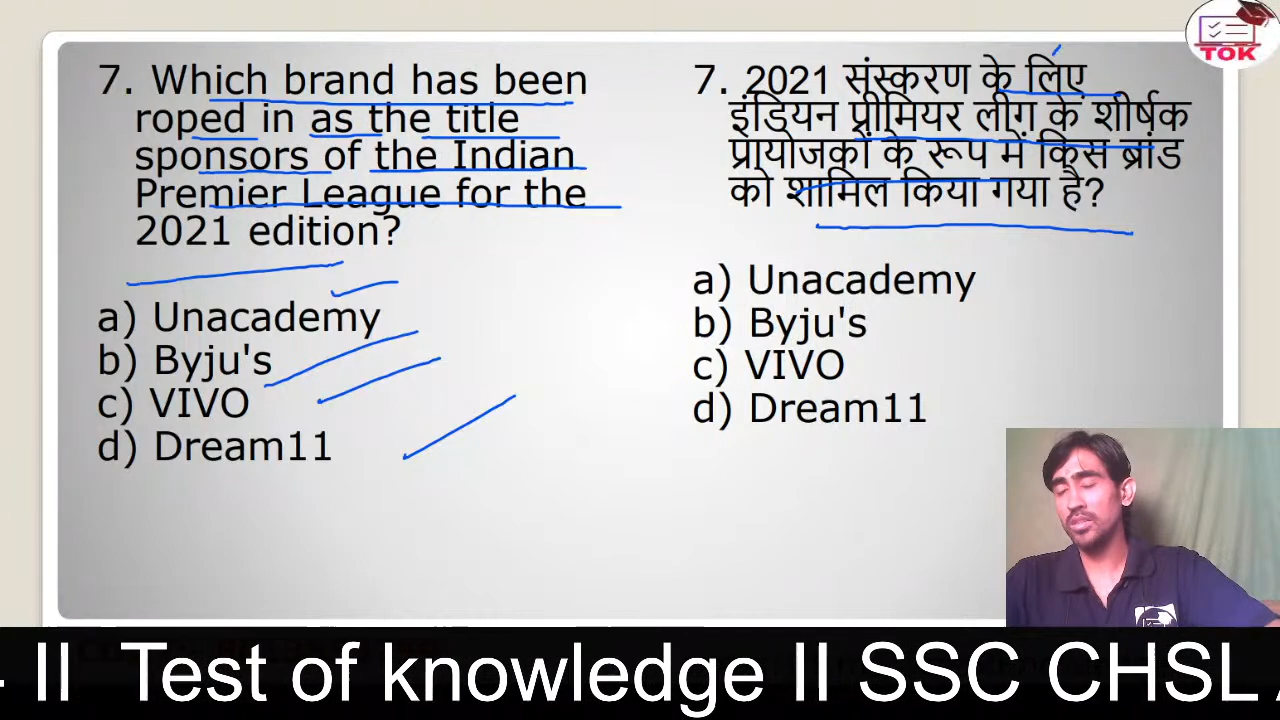 7. Which brand has been
roped in as the title
sponsors of the Indian
Premier League for the
2021 edition?
a) Unacademy
b) Byju's
c) VIVO
d) Dream11
7. 2021 संस्करण के लिए
इंडियन प्रीमियर लीग के शीर्षक
प्रायोजकों के रूप में किस ब्रांड
को शामिल किया गया है?
a) Unacademy
b) Byju's
c) VIVO
d) Dream11
TOK
II Test of knowledge II SSC CHSL